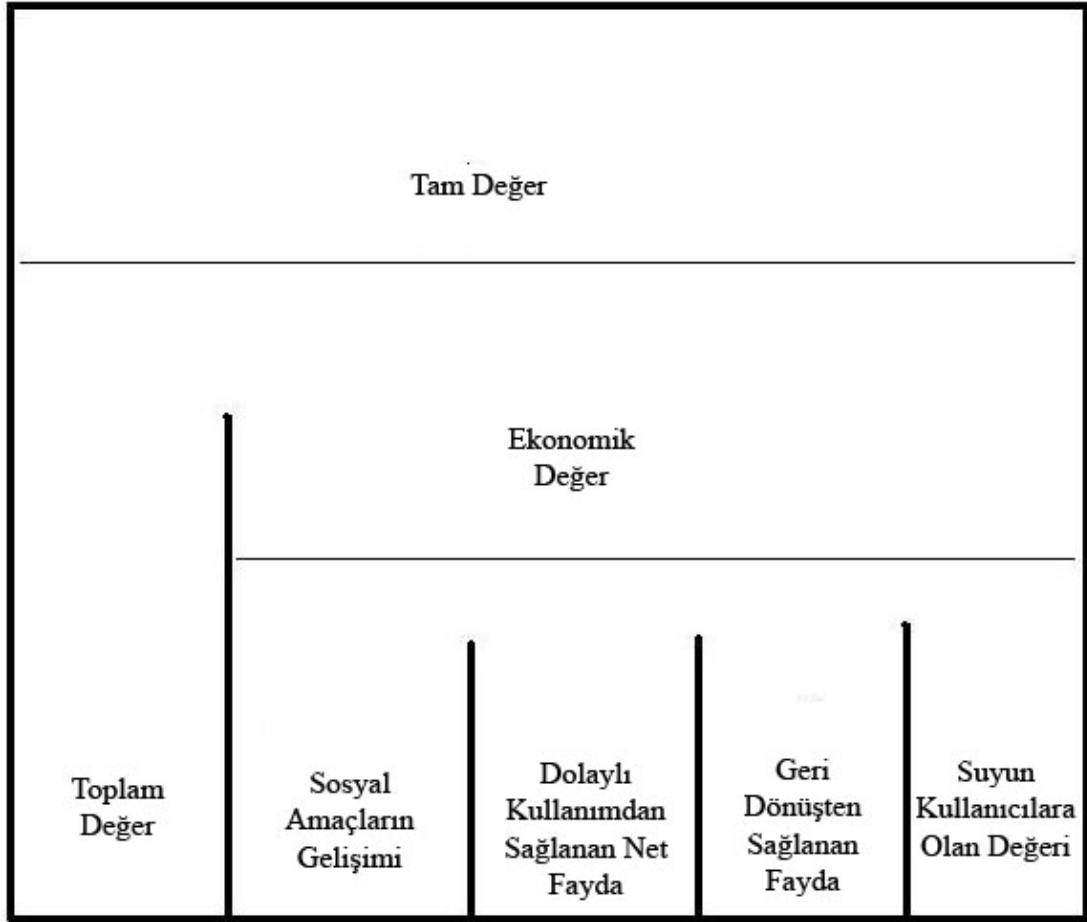 Tam Değer
Ekonomik
Değer
Toplam
Değer
Sosyal
Amaçların
Gelişimi
Dolaylı
Kullanımdan
Sağlanan Net
Fayda
Geri
Dönüşten
Sağlanan
Fayda
Suyun
Kullanıcılara
Olan Değeri